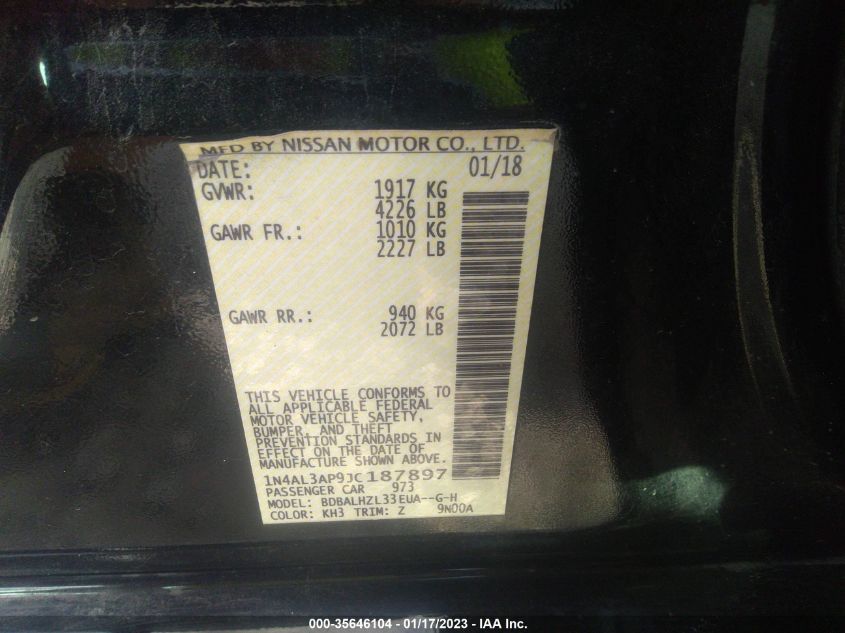 MFD BY NISSAN MOTOR CO., LTD.
DATE: 01/18
GVWR: 1917 KG
4226 LB
GAWR FR.: 1010 KG
2227 LB
GAWR RR.: 940 KG
2072 LB
THIS VEHICLE CONFORMS TO
ALL APPLICABLE FEDERAL
MOTOR VEHICLE SAFETY,
BUMPER, AND THEFT
PREVENTION STANDARDS IN
EFFECT ON THE DATE OF
MANUFACTURE SHOWN ABOVE.
1N4AL3AP9JC187897
PASSENGER CAR 973
MODEL: BDBALHZL33EUA--G-H
COLOR: KH3 TRIM: Z 9N00A
000-35646104 — 01/17/2023 - IAA Inc.